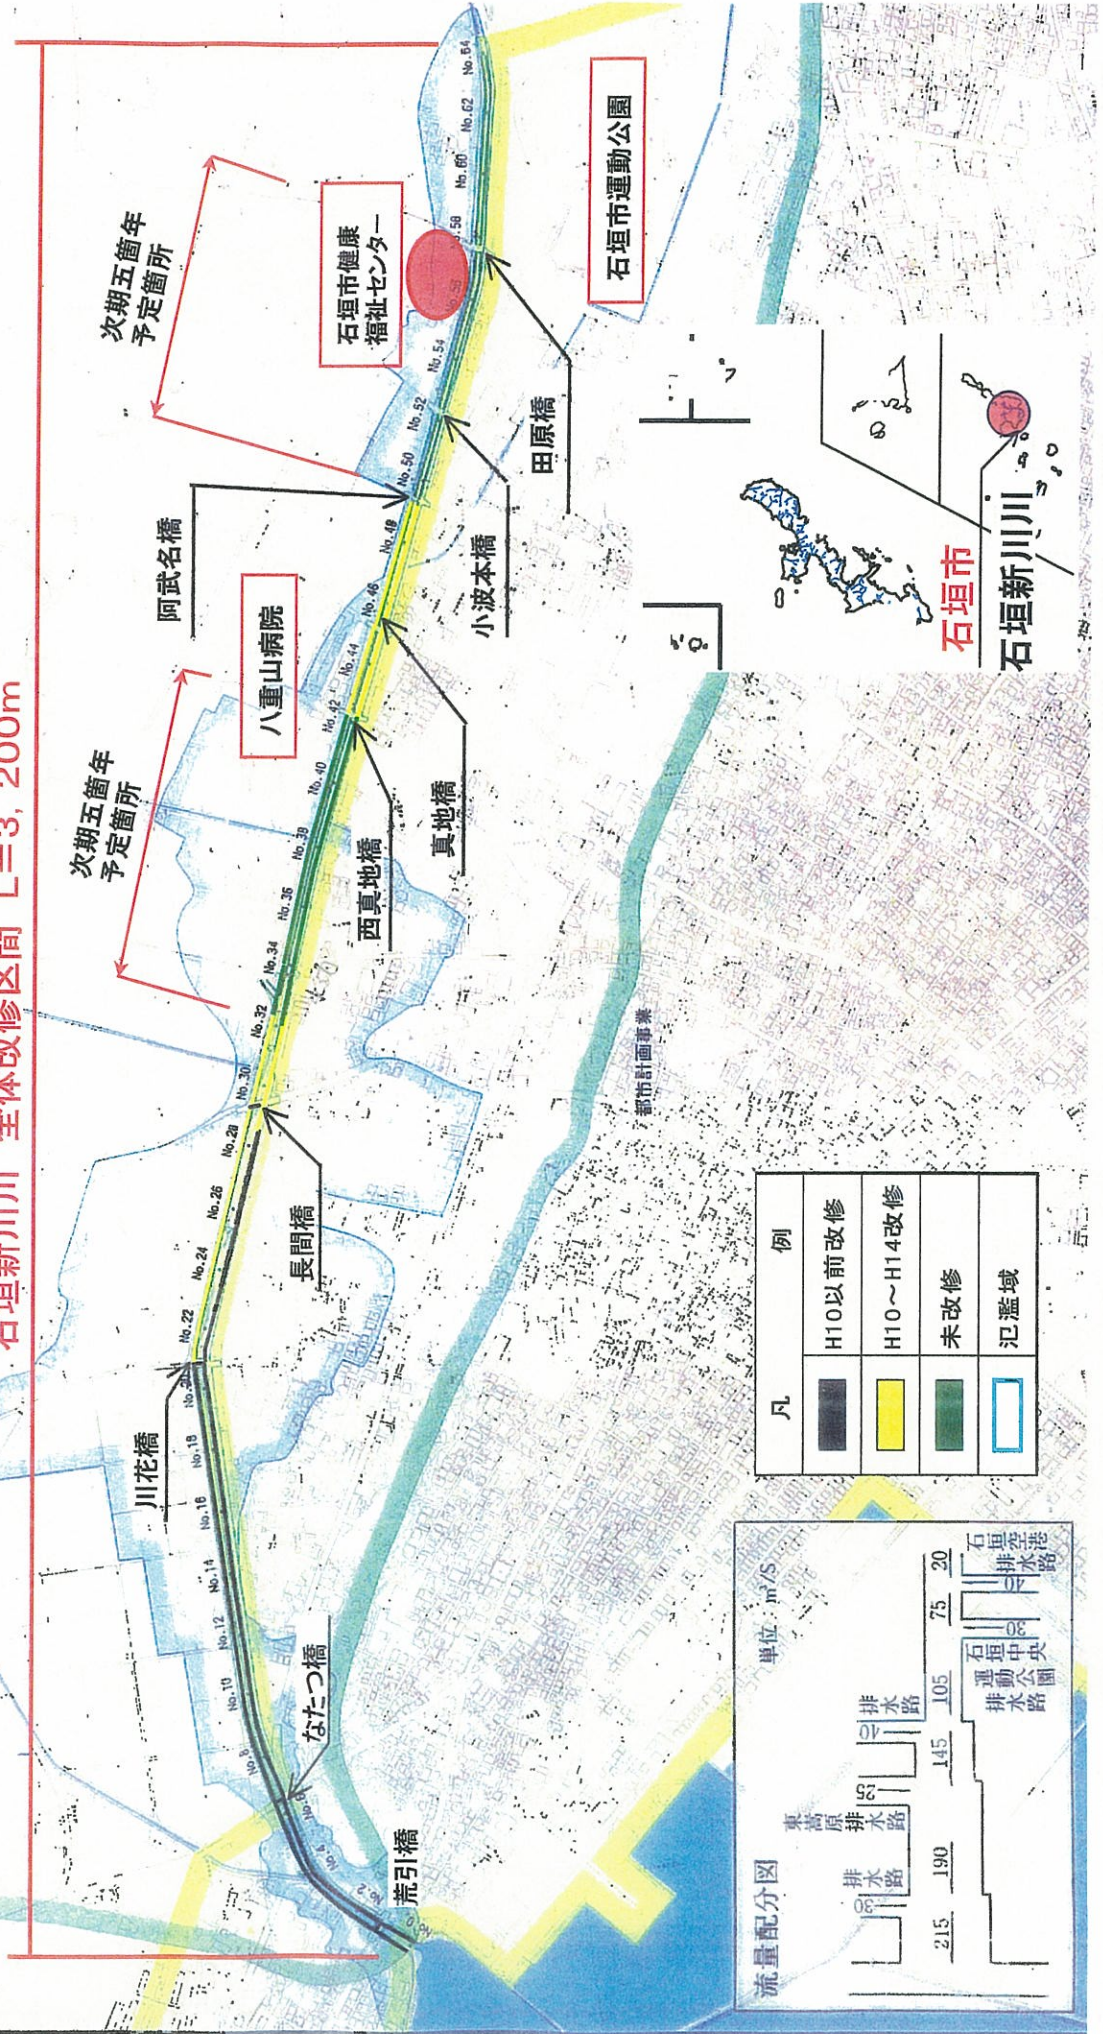 石垣新川川 全体改修区間 L=3,200m
次期五箇年
予定箇所
次期五箇年
予定箇所
石垣市健康
福祉センター
石垣市運動公園
八重山病院
阿武名橋
小波本橋
田原橋
真地橋
西真地橋
長間橋
川花橋
なたつ橋
荒引橋
都市計画事業
No.0
No.2
No.4
No.6
No.8
No.10
No.12
No.14
No.16
No.18
No.20
No.22
No.24
No.26
No.28
No.30
No.32
No.34
No.36
No.38
No.40
No.42
No.44
No.46
No.48
No.50
No.52
No.54
No.56
No.58
No.60
No.62
No.64
石垣市
石垣新川川
凡 例
H10以前改修
H10〜H14改修
未改修
氾濫域
流量配分図
単位 m³/S
排水路
東嵩原排水路
排水路
30
25
10
215
190
145
105
75
20
30
10
石垣中央
運動公園
排水路
石垣空港
排水路